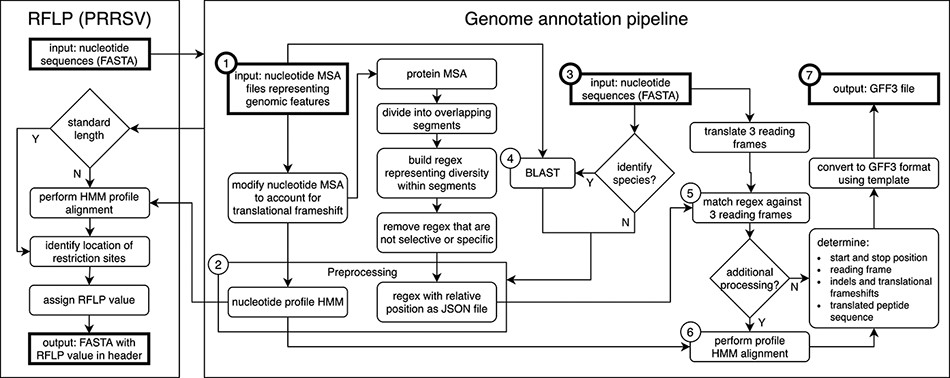 RFLP (PRRSV)
input: nucleotide
sequences (FASTA)
standard
length
Y
N
perform HMM profile
alignment
identify location of
restriction sites
assign RFLP value
output: FASTA with
RFLP value in header
Genome annotation pipeline
1
input: nucleotide MSA
files representing
genomic features
modify nucleotide MSA
to account for
translational frameshift
2
Preprocessing
nucleotide profile HMM
protein MSA
divide into overlapping
segments
build regex
representing diversity
within segments
remove regex that are
not selective or specific
regex with relative
position as JSON file
3
input: nucleotide
sequences (FASTA)
4
BLAST
identify
species?
Y
N
translate 3 reading
frames
5
match regex against
3 reading frames
additional
processing?
N
Y
6
perform profile
HMM alignment
7
output: GFF3 file
convert to GFF3 format
using template
determine:
• start and stop position
• reading frame
• indels and translational
frameshifts
• translated peptide
sequence